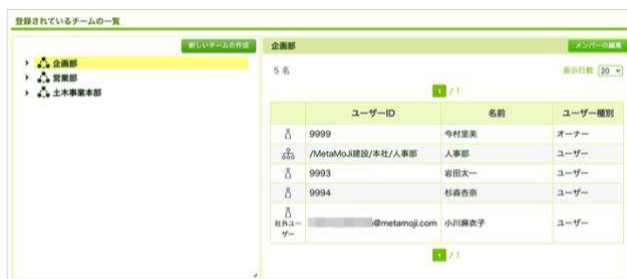 登録されているチームの一覧
新しいチームの作成
企画部
営業部
土木事業本部
企画部
メンバーの編集
5 名
表示行数 20
1 / 1
ユーザーID 名前 ユーザー種別
9999 今村里美 オーナー
/MetaMoJi建設/本社/人事部 人事部 ユーザー
9993 岩田太一 ユーザー
9994 杉森杏奈 ユーザー
社外ユー
ザー
@metamoji.com 小川麻衣子 ユーザー
1 / 1